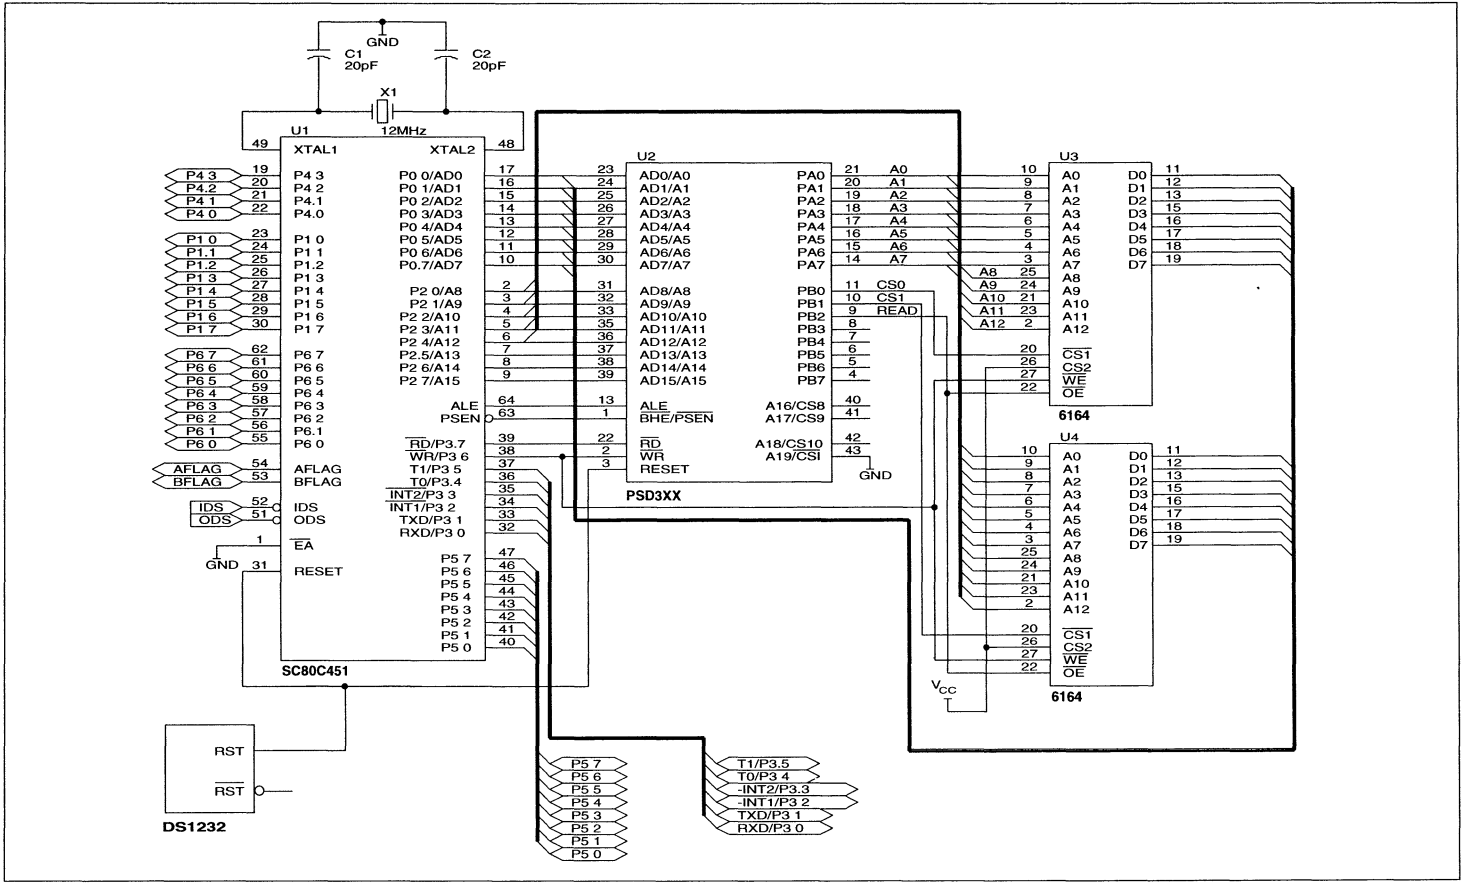 GND
C1
20pF
C2
20pF
X1
12MHz
U1
49 XTAL1
XTAL2 48
P4 3 19 P4 3
P4.2 20 P4 2
P4 1 21 P4.1
P4 0 22 P4.0
P1 0 23 P1 0
P1.1 24 P1 1
P1.2 25 P1.2
P1 3 26 P1 3
P1 4 27 P1 4
P1 5 28 P1 5
P1 6 29 P1 6
P1 7 30 P1 7
P6 7 62 P6 7
P6 6 61 P6 6
P6 5 60 P6 5
P6 4 59 P6 4
P6 3 58 P6 3
P6 2 57 P6 2
P6 1 56 P6.1
P6 0 55 P6 0
AFLAG 54 AFLAG
BFLAG 53 BFLAG
IDS 52 IDS
ODS 51 ODS
1 EA
GND
31 RESET
P0 0/AD0 17
P0 1/AD1 16
P0 2/AD2 15
P0 3/AD3 14
P0 4/AD4 13
P0 5/AD5 12
P0 6/AD6 11
P0.7/AD7 10
P2 0/A8 2
P2 1/A9 3
P2 2/A10 4
P2 3/A11 5
P2 4/A12 6
P2.5/A13 7
P2 6/A14 8
P2 7/A15 9
ALE 64
PSEN 63
RD/P3.7 39
WR/P3 6 38
T1/P3 5 37
T0/P3.4 36
INT2/P3 3 35
INT1/P3 2 34
TXD/P3 1 33
RXD/P3 0 32
P5 7 47
P5 6 46
P5 5 45
P5 4 44
P5 3 43
P5 2 42
P5 1 41
P5 0 40
SC80C451
U2
23 AD0/A0
24 AD1/A1
25 AD2/A2
26 AD3/A3
27 AD4/A4
28 AD5/A5
29 AD6/A6
30 AD7/A7
31 AD8/A8
32 AD9/A9
33 AD10/A10
35 AD11/A11
36 AD12/A12
37 AD13/A13
38 AD14/A14
39 AD15/A15
13 ALE
1 BHE/PSEN
22 RD
2 WR
3 RESET
PA0 21 A0
PA1 20 A1
PA2 19 A2
PA3 18 A3
PA4 17 A4
PA5 16 A5
PA6 15 A6
PA7 14 A7
PB0 11 CS0
PB1 10 CS1
PB2 9 READ
PB3 8
PB4 7
PB5 6
PB6 5
PB7 4
A16/CS8 40
A17/CS9 41
A18/CS10 42
A19/CSI 43
GND
PSD3XX
U3
10 A0
9 A1
8 A2
7 A3
6 A4
5 A5
4 A6
3 A7
A8 25 A8
A9 24 A9
A10 21 A10
A11 23 A11
A12 2 A12
20 CS1
26 CS2
27 WE
22 OE
D0 11
D1 12
D2 13
D3 15
D4 16
D5 17
D6 18
D7 19
6164
U4
10 A0
9 A1
8 A2
7 A3
6 A4
5 A5
4 A6
3 A7
25 A8
24 A9
21 A10
23 A11
2 A12
20 CS1
26 CS2
27 WE
22 OE
D0 11
D1 12
D2 13
D3 15
D4 16
D5 17
D6 18
D7 19
6164
VCC
RST
RST
DS1232
P5 7
P5 6
P5 5
P5 4
P5 3
P5 2
P5 1
P5 0
T1/P3.5
T0/P3 4
-INT2/P3.3
-INT1/P3 2
TXD/P3 1
RXD/P3 0